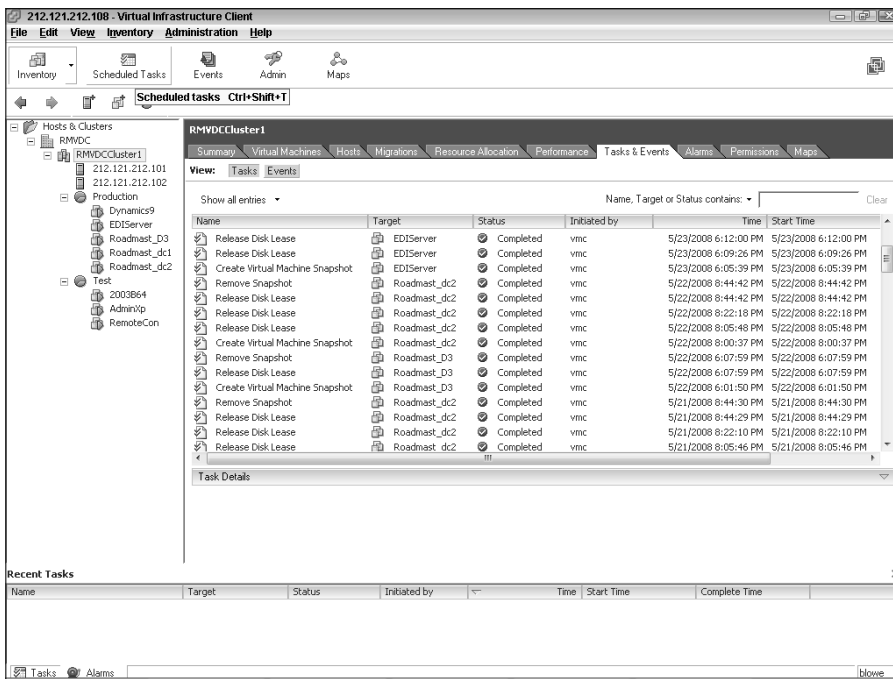 212.121.212.108 - Virtual Infrastructure Client
File Edit View Inventory Administration Help
Inventory Scheduled Tasks Events Admin Maps
Scheduled tasks Ctrl+Shift+T
Hosts & Clusters
RMVDC
RMVDCCluster1
212.121.212.101
212.121.212.102
Production
Dynamics9
EDIServer
Roadmast_D3
Roadmast_dc1
Roadmast_dc2
Test
2003B64
AdminXp
RemoteCon
RMVDCCluster1
Summary Virtual Machines Hosts Migrations Resource Allocation Performance Tasks & Events Alarms Permissions Maps
View: Tasks Events
Show all entries Name, Target or Status contains: Clear
Name Target Status Initiated by Time Start Time
Release Disk Lease EDIServer Completed vmc 5/23/2008 6:12:00 PM 5/23/2008 6:12:00 PM
Release Disk Lease EDIServer Completed vmc 5/23/2008 6:09:26 PM 5/23/2008 6:09:26 PM
Create Virtual Machine Snapshot EDIServer Completed vmc 5/23/2008 6:05:39 PM 5/23/2008 6:05:39 PM
Remove Snapshot Roadmast_dc2 Completed vmc 5/22/2008 8:44:42 PM 5/22/2008 8:44:42 PM
Release Disk Lease Roadmast_dc2 Completed vmc 5/22/2008 8:44:42 PM 5/22/2008 8:44:42 PM
Release Disk Lease Roadmast_dc2 Completed vmc 5/22/2008 8:22:18 PM 5/22/2008 8:22:18 PM
Release Disk Lease Roadmast_dc2 Completed vmc 5/22/2008 8:05:48 PM 5/22/2008 8:05:48 PM
Create Virtual Machine Snapshot Roadmast_dc2 Completed vmc 5/22/2008 8:00:37 PM 5/22/2008 8:00:37 PM
Remove Snapshot Roadmast_D3 Completed vmc 5/22/2008 6:07:59 PM 5/22/2008 6:07:59 PM
Release Disk Lease Roadmast_D3 Completed vmc 5/22/2008 6:07:59 PM 5/22/2008 6:07:59 PM
Create Virtual Machine Snapshot Roadmast_D3 Completed vmc 5/22/2008 6:01:50 PM 5/22/2008 6:01:50 PM
Remove Snapshot Roadmast_dc2 Completed vmc 5/21/2008 8:44:30 PM 5/21/2008 8:44:30 PM
Release Disk Lease Roadmast_dc2 Completed vmc 5/21/2008 8:44:29 PM 5/21/2008 8:44:29 PM
Release Disk Lease Roadmast_dc2 Completed vmc 5/21/2008 8:22:10 PM 5/21/2008 8:22:10 PM
Release Disk Lease Roadmast_dc2 Completed vmc 5/21/2008 8:05:46 PM 5/21/2008 8:05:46 PM
Task Details
Recent Tasks
Name Target Status Initiated by Time Start Time Complete Time
Tasks Alarms blowe